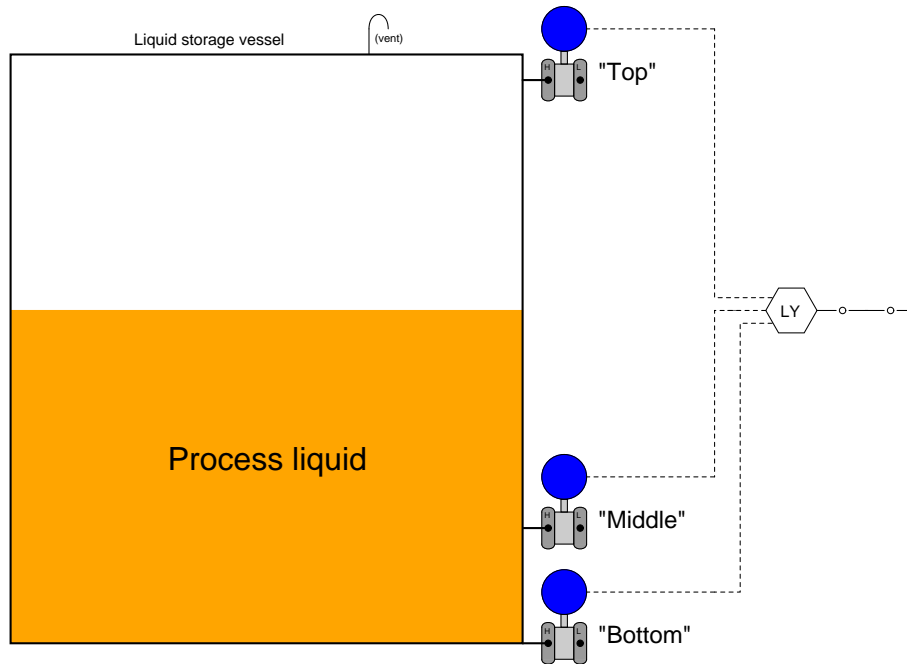 Liquid storage vessel
(vent)
H L
"Top"
LY
Process liquid
H L
"Middle"
H L
"Bottom"